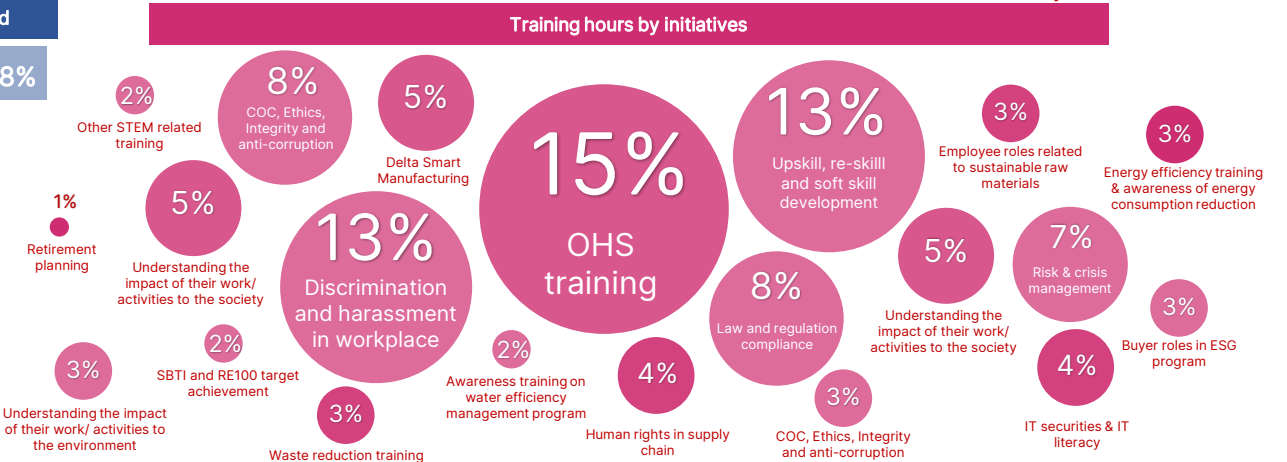 d
8%
Training hours by initiatives
2%
Other STEM related
training
8%
COC, Ethics,
Integrity and
anti-corruption
5%
Delta Smart
Manufacturing
15%
OHS
training
13%
Upskill, re-skilll
and soft skill
development
3%
Employee roles related
to sustainable raw
materials
3%
Energy efficiency training
& awareness of energy
consumption reduction
1%
Retirement
planning
5%
Understanding the
impact of their work/
activities to the society
13%
Discrimination
and harassment
in workplace
8%
Law and regulation
compliance
5%
Understanding the
impact of their work/
activities to the society
7%
Risk & crisis
management
3%
Buyer roles in ESG
program
3%
Understanding the impact
of their work/ activities to
the environment
2%
SBTI and RE100 target
achievement
3%
Waste reduction training
2%
Awareness training on
water efficiency
management program
4%
Human rights in supply
chain
3%
COC, Ethics, Integrity
and anti-corruption
4%
IT securities & IT
literacy